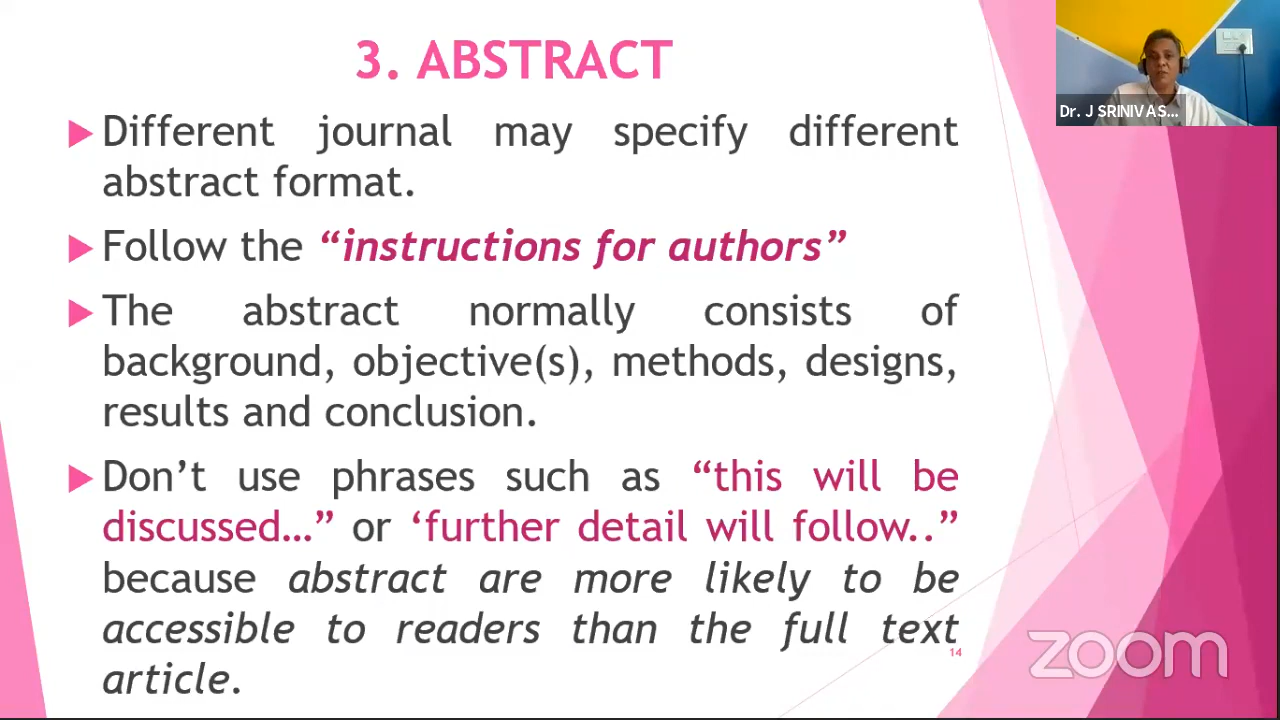 3. ABSTRACT
Different journal may specify different
abstract format.
Follow the “instructions for authors”
The abstract normally consists of
background, objective(s), methods, designs,
results and conclusion.
Don’t use phrases such as “this will be
discussed…” or ‘further detail will follow..”
because abstract are more likely to be
accessible to readers than the full text
article.
14
Dr. J SRINIVAS...
zoom